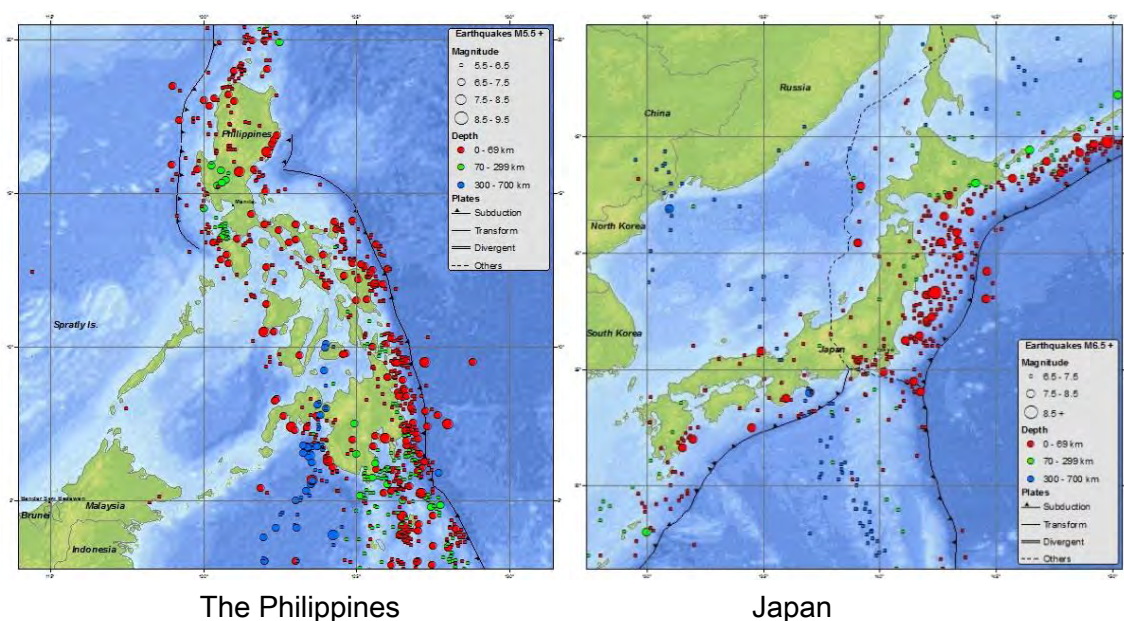 Earthquakes M5.5 +
Magnitude
5.5 - 6.5
6.5 - 7.5
7.5 - 8.5
8.5 - 9.5
Depth
0 - 69 km
70 - 299 km
300 - 700 km
Plates
Subduction
Transform
Divergent
Others
Philippines
Spratly Is.
Brunei
Malaysia
Indonesia
Russia
China
North Korea
South Korea
Japan
Earthquakes M6.5 +
Magnitude
6.5 - 7.5
7.5 - 8.5
8.5 +
Depth
0 - 69 km
70 - 299 km
300 - 700 km
Plates
Subduction
Transform
Divergent
Others
The Philippines
Japan